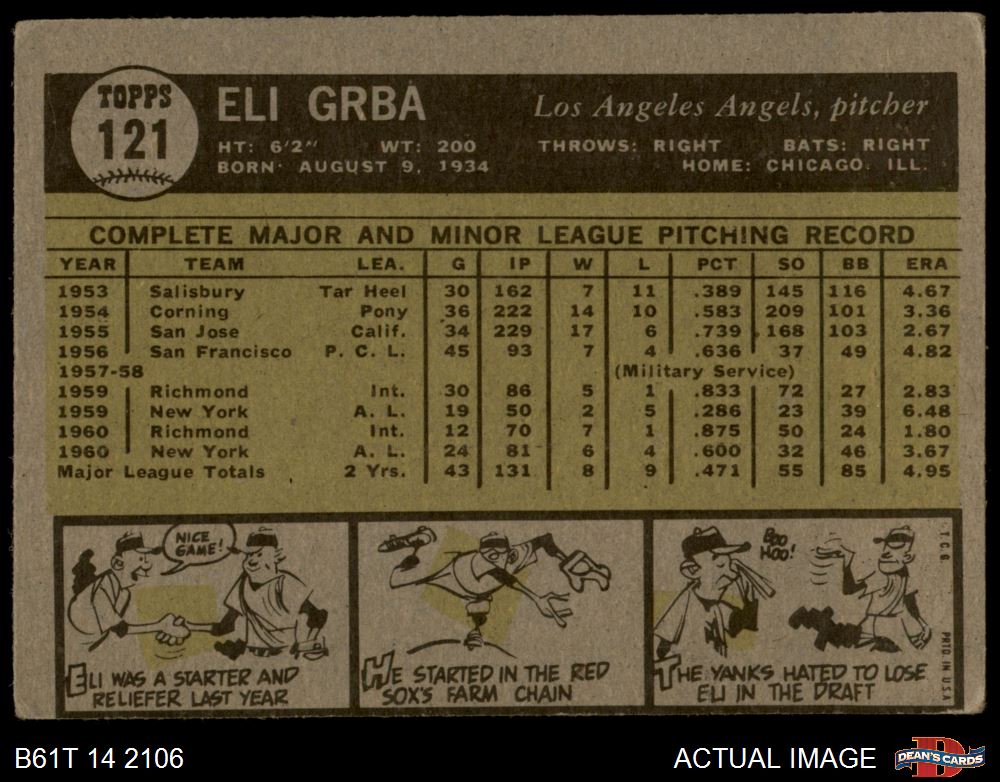 TOPPS
121
ELI GRBA
Los Angeles Angels, pitcher
HT: 6'2" WT: 200 THROWS: RIGHT BATS: RIGHT
BORN: AUGUST 9, 1934 HOME: CHICAGO, ILL.
COMPLETE MAJOR AND MINOR LEAGUE PITCHING RECORD
YEAR TEAM LEA. G IP W L PCT SO BB ERA
1953 Salisbury Tar Heel 30 162 7 11 .389 145 116 4.67
1954 Corning Pony 36 222 14 10 .583 209 101 3.36
1955 San Jose Calif. 34 229 17 6 .739 168 103 2.67
1956 San Francisco P. C. L. 45 93 7 4 .636 37 49 4.82
1957-58 (Military Service)
1959 Richmond Int. 30 86 5 1 .833 72 27 2.83
1959 New York A. L. 19 50 2 5 .286 23 39 6.48
1960 Richmond Int. 12 70 7 1 .875 50 24 1.80
1960 New York A. L. 24 81 6 4 .600 32 46 3.67
Major League Totals 2 Yrs. 43 131 8 9 .471 55 85 4.95
NICE
GAME!
ELI WAS A STARTER AND
RELIEFER LAST YEAR
HE STARTED IN THE RED
SOX'S FARM CHAIN
BOO
HOO!
THE YANKS HATED TO LOSE
ELI IN THE DRAFT
T.C.G. PRTD. IN U.S.A.
B61T 14 2106
ACTUAL IMAGE
D
DEAN'S CARDS